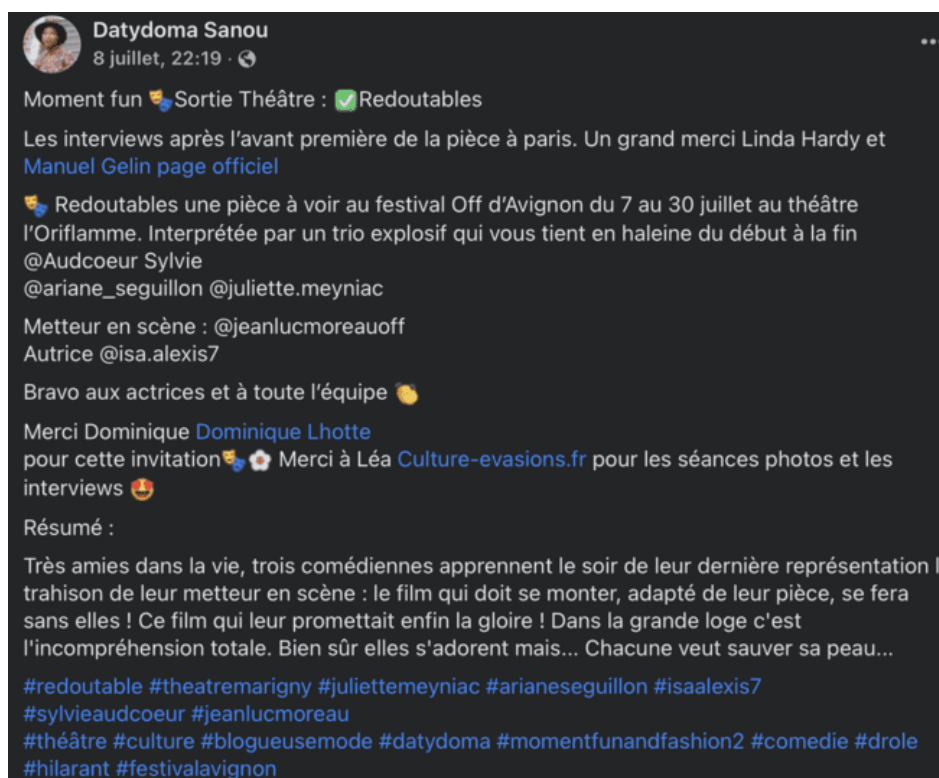 Datydoma Sanou
8 juillet, 22:19 ·
Moment fun 🎭Sortie Théâtre : ✅Redoutables
Les interviews après l’avant première de la pièce à paris. Un grand merci Linda Hardy et
Manuel Gelin page officiel
🎭 Redoutables une pièce à voir au festival Off d’Avignon du 7 au 30 juillet au théâtre
l’Oriflamme. Interprétée par un trio explosif qui vous tient en haleine du début à la fin
@Audcoeur Sylvie
@ariane_seguillon @juliette.meyniac
Metteur en scène : @jeanlucmoreauoff
Autrice @isa.alexis7
Bravo aux actrices et à toute l’équipe 👏
Merci Dominique Dominique Lhotte
pour cette invitation🎭💮 Merci à Léa Culture-evasions.fr pour les séances photos et les
interviews 🤩
Résumé :
Très amies dans la vie, trois comédiennes apprennent le soir de leur dernière représentation l
trahison de leur metteur en scène : le film qui doit se monter, adapté de leur pièce, se fera
sans elles ! Ce film qui leur promettait enfin la gloire ! Dans la grande loge c'est
l'incompréhension totale. Bien sûr elles s'adorent mais... Chacune veut sauver sa peau...
#redoutable #theatremarigny #juliettemeyniac #arianeseguillon #isaalexis7
#sylvieaudcoeur #jeanlucmoreau
#théâtre #culture #blogueusemode #datydoma #momentfunandfashion2 #comedie #drole
#hilarant #festivalavignon